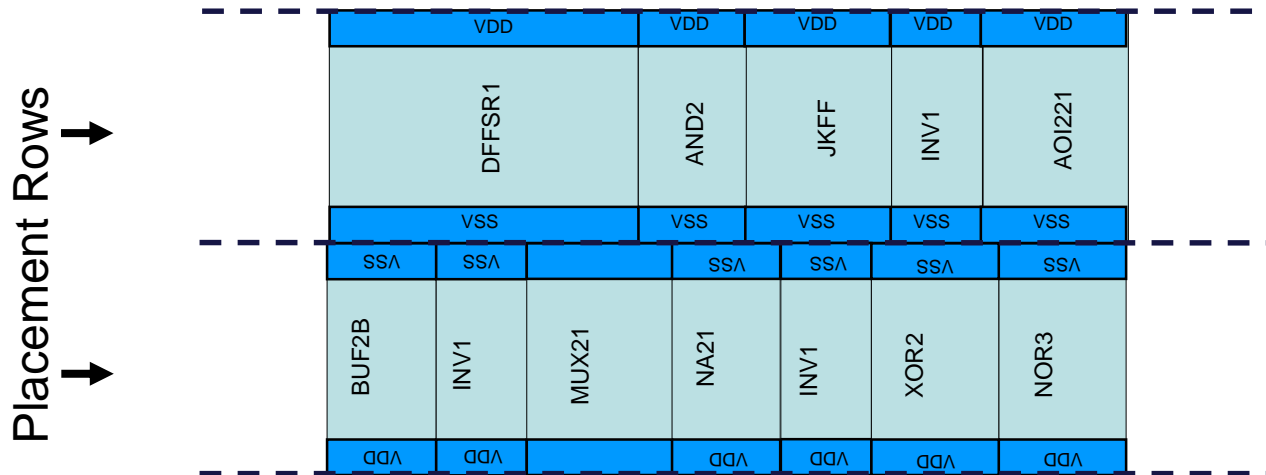 Placement Rows
VDD VDD VDD VDD VDD
DFFSR1 AND2 JKFF INV1 AOI221
VSS VSS VSS VSS VSS
VSS VSS VSS VSS VSS VSS
BUF2B INV1 MUX21 NA21 INV1 XOR2 NOR3
VDD VDD VDD VDD VDD VDD